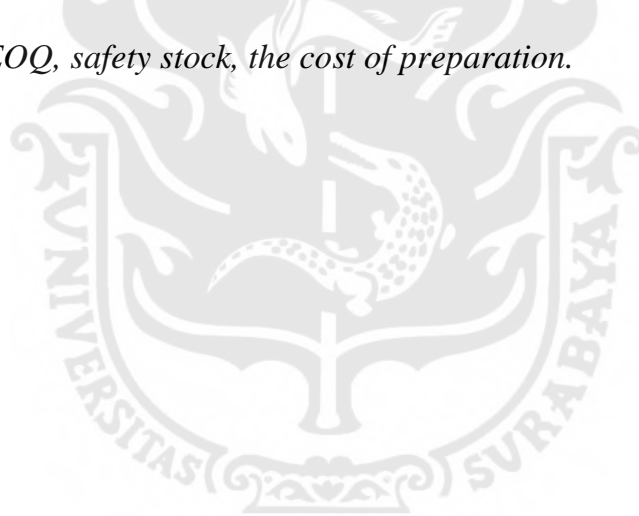 EOQ, safety stock, the cost of preparation.
UNIVERSITAS SURABAYA